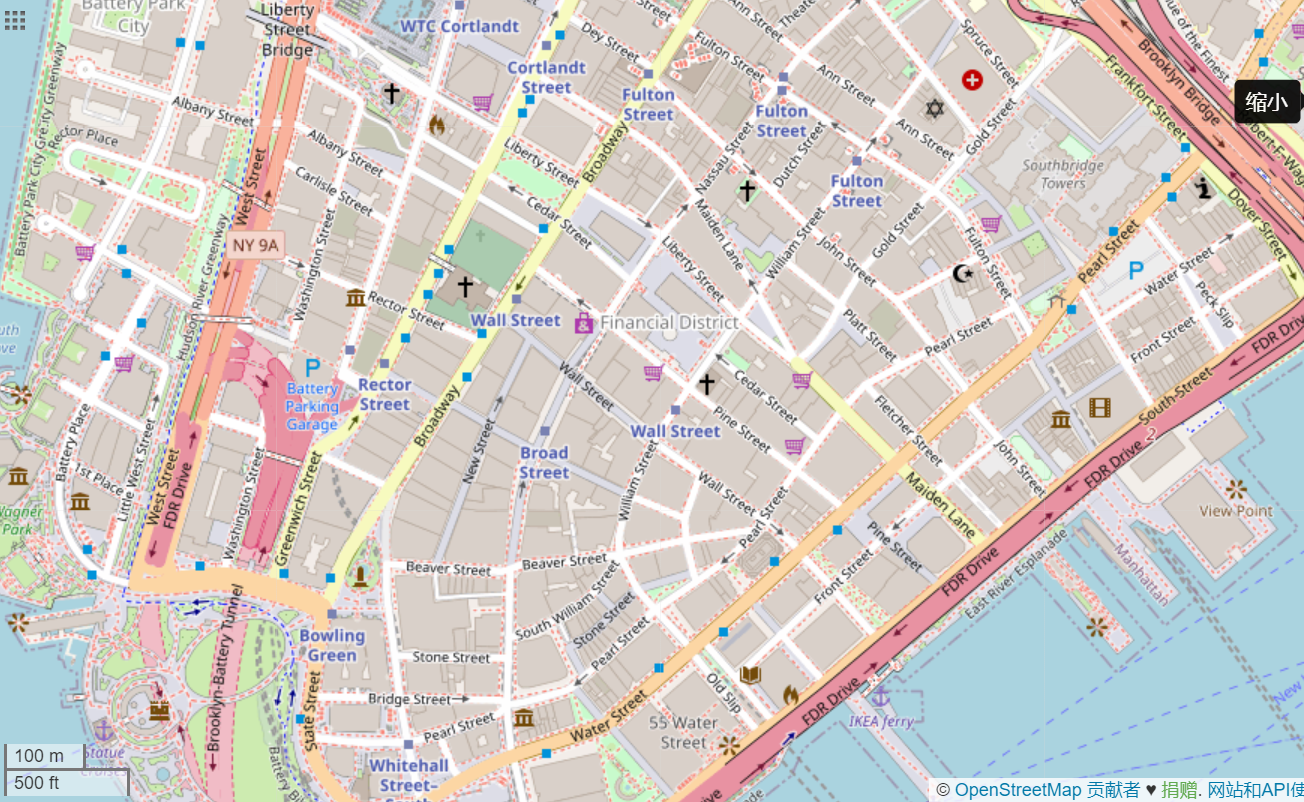 Battery Park
City
Liberty
Street
Bridge
WTC Cortlandt
Dey Street
Ann Street
Theatre
Spruce Street
Cortlandt
Street
Fulton
Street
Fulton Street
Ann Street
Fulton
Street
Frankfort Street
Brooklyn Bridge
缩小
Albany Street
Rector Place
Battery Park City Greenway
Albany Street
Carlisle Street
Liberty Street
Broadway
Nassau Street
Dutch Street
Ann Street
Gold Street
Southbridge
Towers
Fulton
Street
West Street
NY 9A
Hudson River Greenway
Washington Street
Cedar Street
Maiden Lane
Liberty Street
William Street
John Street
Gold Street
Fulton Street
Pearl Street
Dover Street
Water Street
Peck Slip
P
Rector Street
Wall Street
Financial District
Platt Street
Pearl Street
Front Street
FDR Drive
South Street
P
Battery
Parking
Garage
Rector
Street
Broadway
Wall Street
Cedar Street
Pine Street
Wall Street
Fletcher Street
John Street
FDR Drive 2
Battery Place
1st Place
Little West Street
West Street
FDR Drive
Washington Street
Greenwich Street
New Street
Broad
Street
William Street
Wall Street
Pearl Street
Maiden Lane
Pine Street
View Point
Wagner
Park
Beaver Street
Beaver Street
Front Street
FDR Drive
East River Esplanade
Manhattan
South William Street
Stone Street
Pearl Street
Bowling
Green
Stone Street
Brooklyn-Battery Tunnel
State Street
Bridge Street
Pearl Street
Water Street
Old Slip
55 Water
Street
FDR Drive
IKEA ferry
New
Whitehall
Street–
Statue
Cruises
100 m
500 ft
© OpenStreetMap 贡献者 ♥ 捐赠. 网站和API使